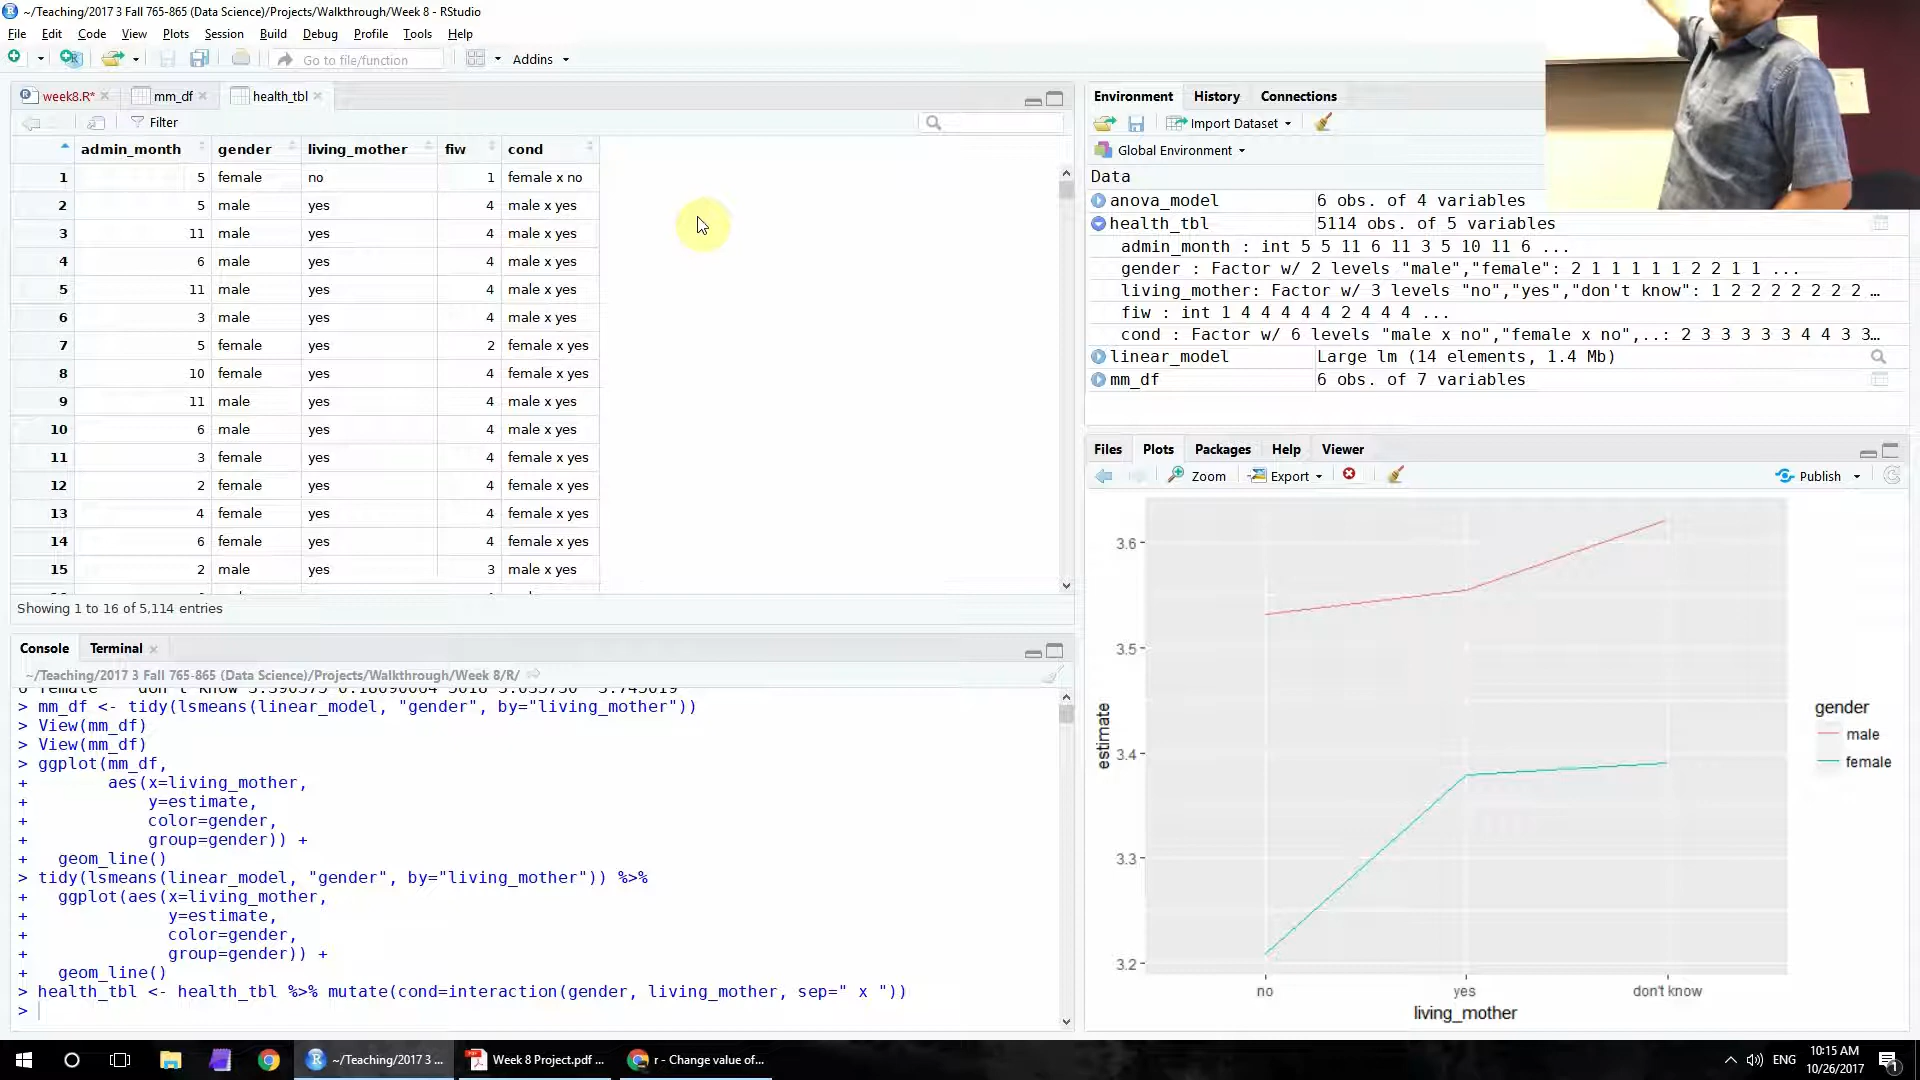 ~/Teaching/2017 3 Fall 765-865 (Data Science)/Projects/Walkthrough/Week 8 - RStudio
File Edit Code View Plots Session Build Debug Profile Tools Help
Go to file/function Addins
week8.R* mm_df health_tbl
Filter
admin_month gender living_mother fiw cond
1 5 female no 1 female x no
2 5 male yes 4 male x yes
3 11 male yes 4 male x yes
4 6 male yes 4 male x yes
5 11 male yes 4 male x yes
6 3 male yes 4 male x yes
7 5 female yes 2 female x yes
8 10 female yes 4 female x yes
9 11 male yes 4 male x yes
10 6 male yes 4 male x yes
11 3 female yes 4 female x yes
12 2 female yes 4 female x yes
13 4 female yes 4 female x yes
14 6 female yes 4 female x yes
15 2 male yes 3 male x yes
Showing 1 to 16 of 5,114 entries
Console Terminal
~/Teaching/2017 3 Fall 765-865 (Data Science)/Projects/Walkthrough/Week 8/R/
> mm_df <- tidy(lsmeans(linear_model, "gender", by="living_mother"))
> View(mm_df)
> View(mm_df)
> ggplot(mm_df,
+        aes(x=living_mother,
+            y=estimate,
+            color=gender,
+            group=gender)) +
+   geom_line()
> tidy(lsmeans(linear_model, "gender", by="living_mother")) %>%
+   ggplot(aes(x=living_mother,
+              y=estimate,
+              color=gender,
+              group=gender)) +
+   geom_line()
> health_tbl <- health_tbl %>% mutate(cond=interaction(gender, living_mother, sep=" x "))
>
Environment History Connections
Import Dataset
Global Environment
Data
anova_model 6 obs. of 4 variables
health_tbl 5114 obs. of 5 variables
admin_month : int 5 5 11 6 11 3 5 10 11 6 ...
gender : Factor w/ 2 levels "male","female": 2 1 1 1 1 1 2 2 1 1 ...
living_mother: Factor w/ 3 levels "no","yes","don't know": 1 2 2 2 2 2 2 2 …
fiw : int 1 4 4 4 4 4 2 4 4 4 ...
cond : Factor w/ 6 levels "male x no","female x no",..: 2 3 3 3 3 3 4 4 3 3…
linear_model Large lm (14 elements, 1.4 Mb)
mm_df 6 obs. of 7 variables
Files Plots Packages Help Viewer
Zoom Export Publish
3.6
3.5
3.4
3.3
3.2
estimate
no yes don't know
living_mother
gender
male
female
~/Teaching/2017 3 ... Week 8 Project.pdf ... r - Change value of... ENG 10:15 AM
10/26/2017